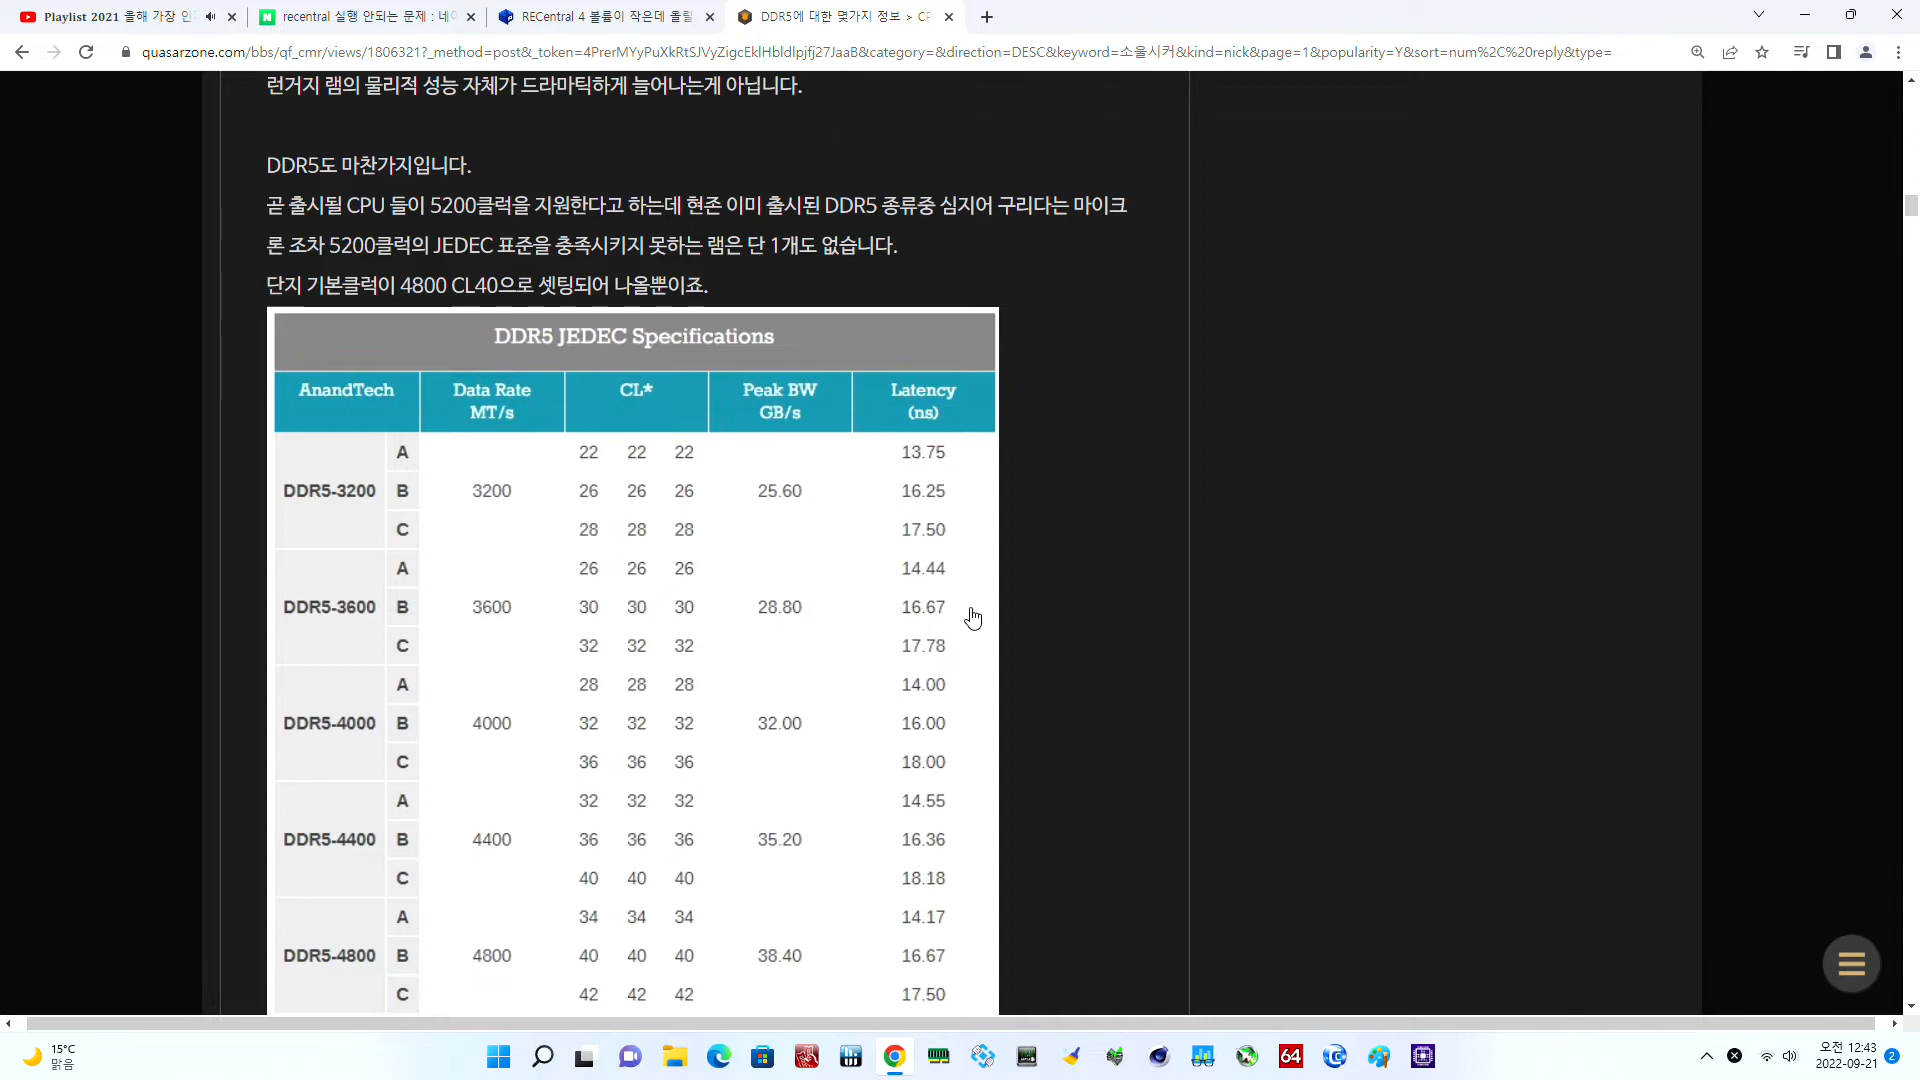 Playlist 2021 올해 가장 인
recentral 실행 안되는 문제 : 네이
RECentral 4 볼륨이 작은데 올릴
DDR5에 대한 몇가지 정보 > CP
quasarzone.com/bbs/qf_cmr/views/1806321?_method=post&_token=4PrerMYyPuXkRtSJVyZigcEklHbldlpjfj27JaaB&category=&direction=DESC&keyword=소울시커&kind=nick&page=1&popularity=Y&sort=num%2C%20reply&type=
런거지 램의 물리적 성능 자체가 드라마틱하게 늘어나는게 아닙니다.
DDR5도 마찬가지입니다.
곧 출시될 CPU 들이 5200클럭을 지원한다고 하는데 현존 이미 출시된 DDR5 종류중 심지어 구리다는 마이크
론 조차 5200클럭의 JEDEC 표준을 충족시키지 못하는 램은 단 1개도 없습니다.
단지 기본클럭이 4800 CL40으로 셋팅되어 나올뿐이죠.
DDR5 JEDEC Specifications
AnandTech Data Rate CL* Peak BW Latency
MT/s GB/s (ns)
A 22 22 22 13.75
DDR5-3200 B 3200 26 26 26 25.60 16.25
C 28 28 28 17.50
A 26 26 26 14.44
DDR5-3600 B 3600 30 30 30 28.80 16.67
C 32 32 32 17.78
A 28 28 28 14.00
DDR5-4000 B 4000 32 32 32 32.00 16.00
C 36 36 36 18.00
A 32 32 32 14.55
DDR5-4400 B 4400 36 36 36 35.20 16.36
C 40 40 40 18.18
A 34 34 34 14.17
DDR5-4800 B 4800 40 40 40 38.40 16.67
C 42 42 42 17.50
15°C
맑음
64
오전 12:43
2022-09-21
2